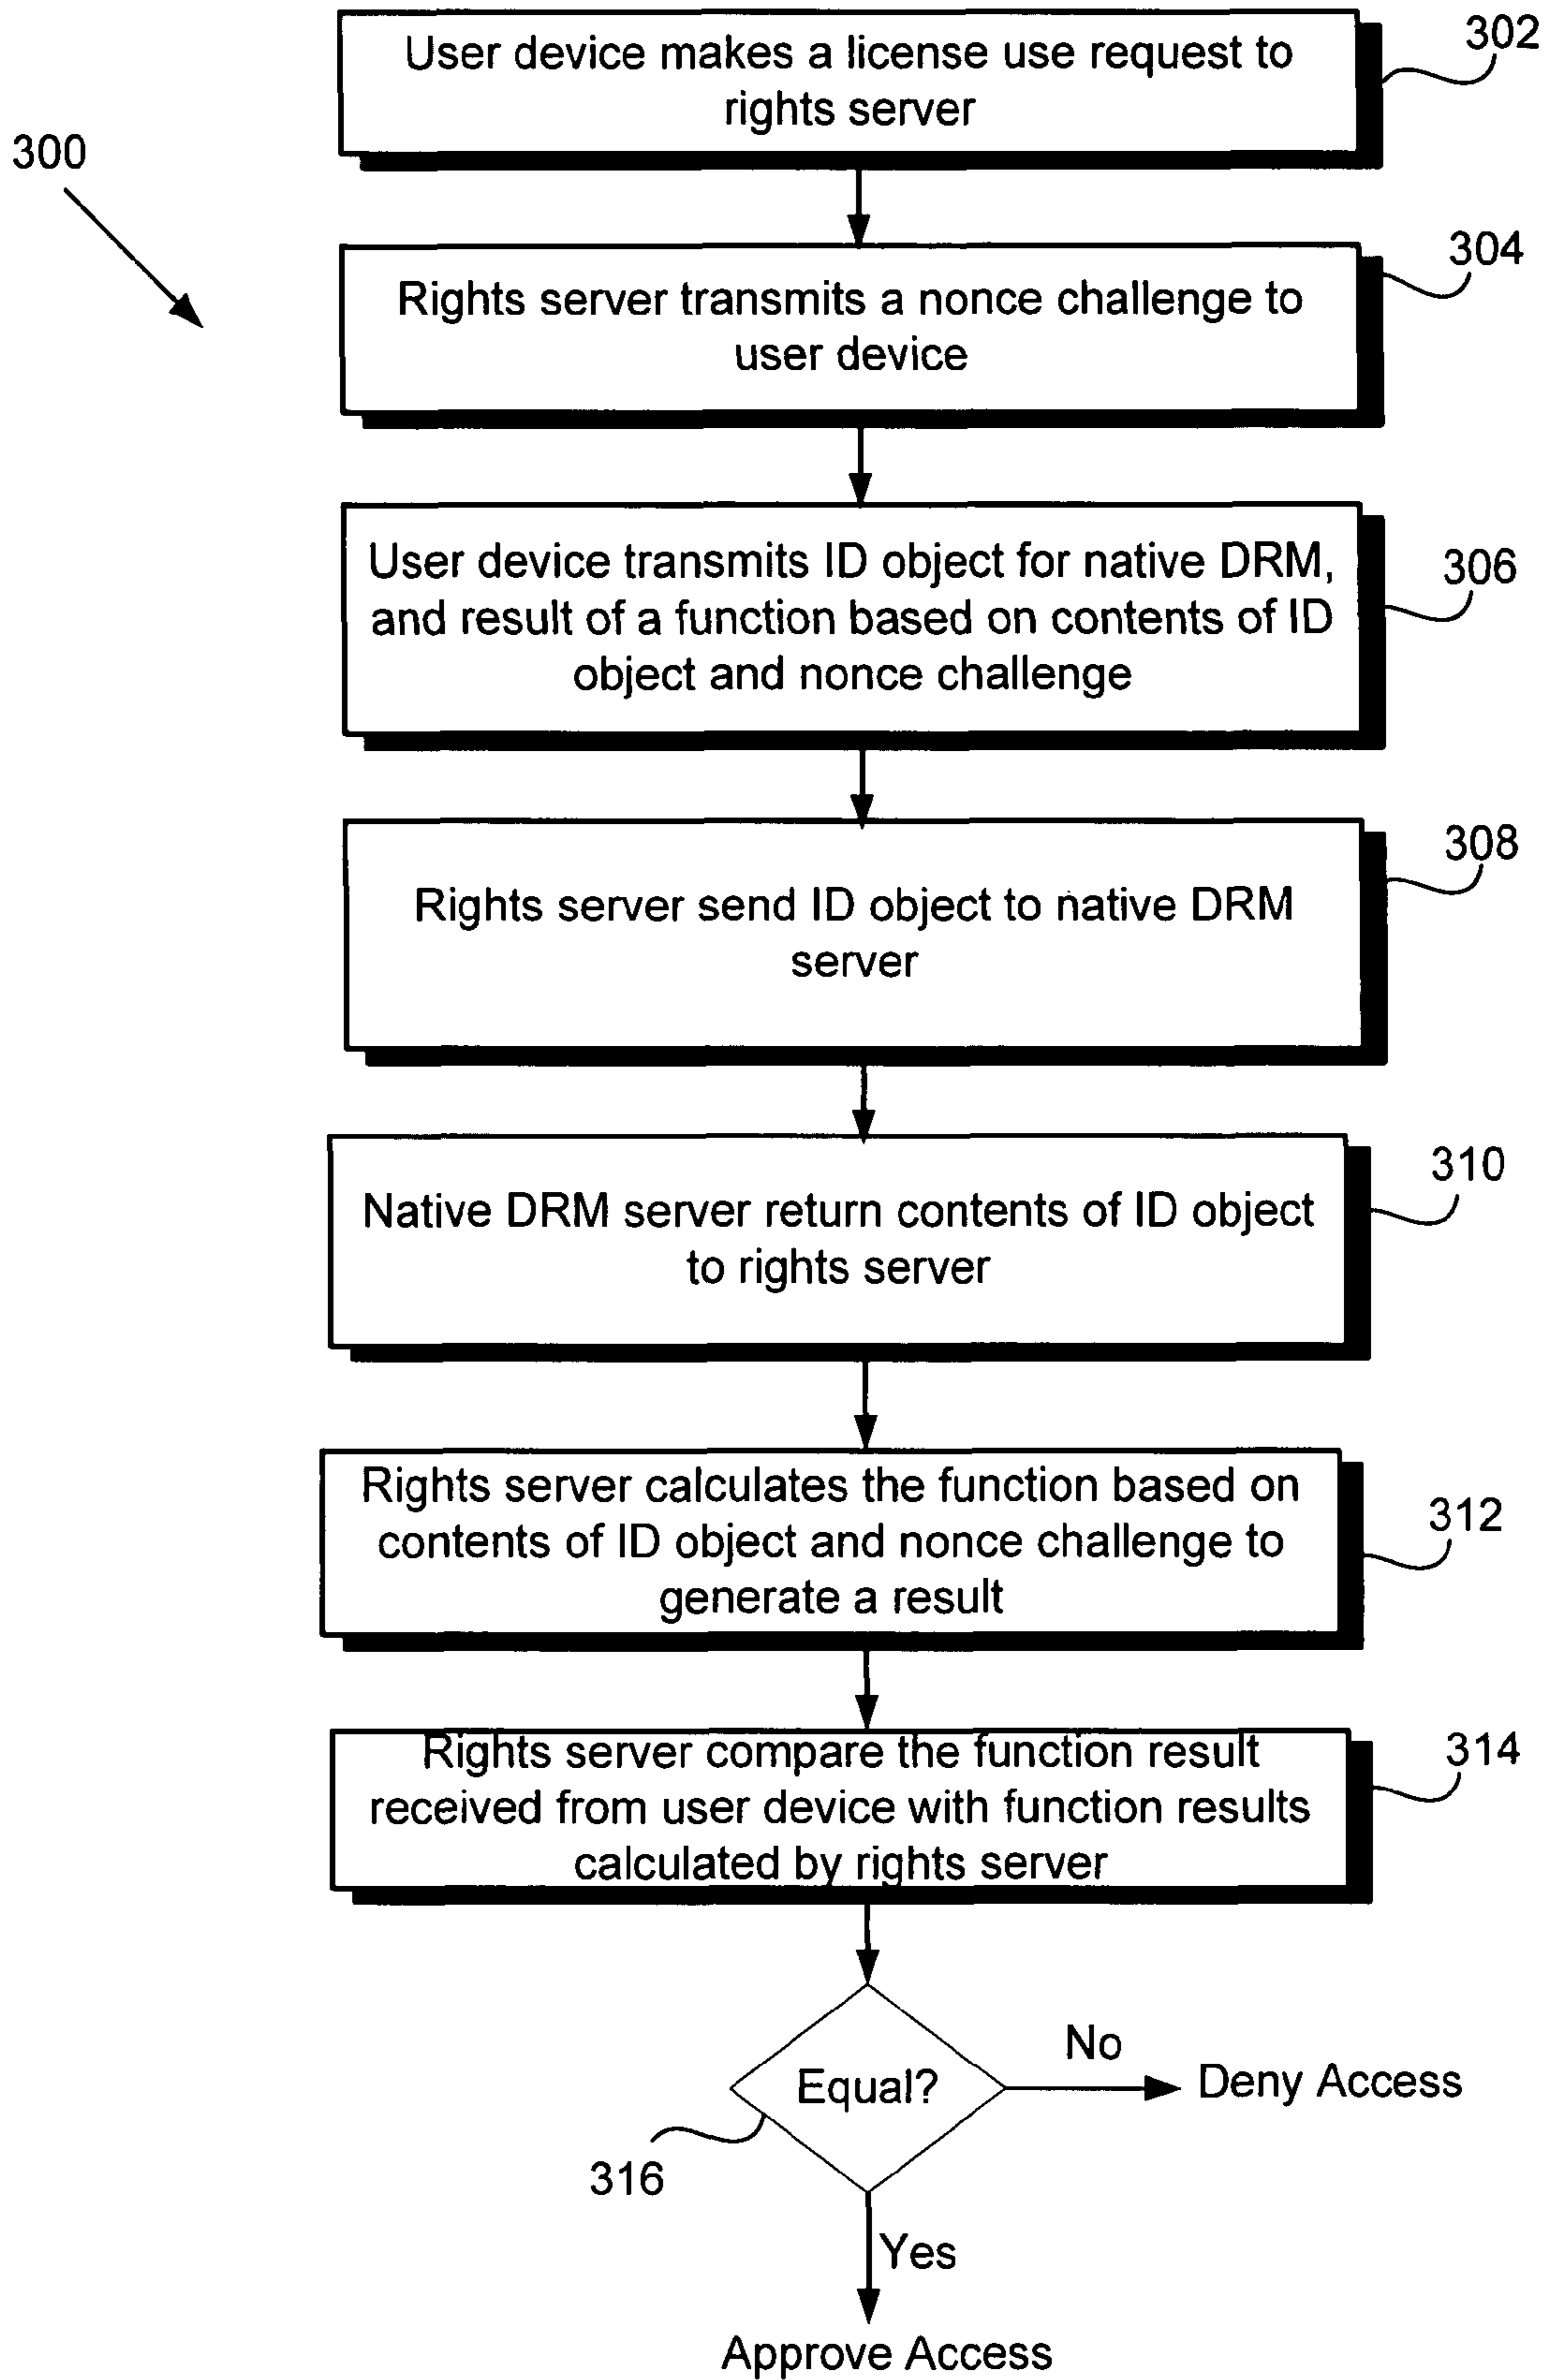 300
User device makes a license use request to
rights server
302
Rights server transmits a nonce challenge to
user device
304
User device transmits ID object for native DRM,
and result of a function based on contents of ID
object and nonce challenge
306
Rights server send ID object to native DRM
server
308
Native DRM server return contents of ID object
to rights server
310
Rights server calculates the function based on
contents of ID object and nonce challenge to
generate a result
312
Rights server compare the function result
received from user device with function results
calculated by rights server
314
Equal?
316
No
Deny Access
Yes
Approve Access